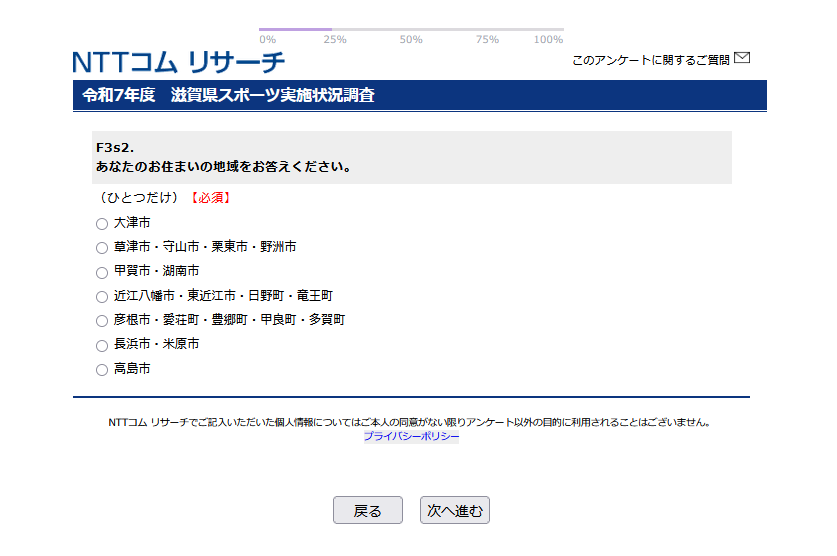 0% 25% 50% 75% 100%
NTTコム リサーチ
このアンケートに関するご質問
令和7年度　滋賀県スポーツ実施状況調査
F3s2.
あなたのお住まいの地域をお答えください。
（ひとつだけ）【必須】
大津市
草津市・守山市・栗東市・野洲市
甲賀市・湖南市
近江八幡市・東近江市・日野町・竜王町
彦根市・愛荘町・豊郷町・甲良町・多賀町
長浜市・米原市
高島市
NTTコム リサーチでご記入いただいた個人情報についてはご本人の同意がない限りアンケート以外の目的に利用されることはございません。
プライバシーポリシー
戻る 次へ進む